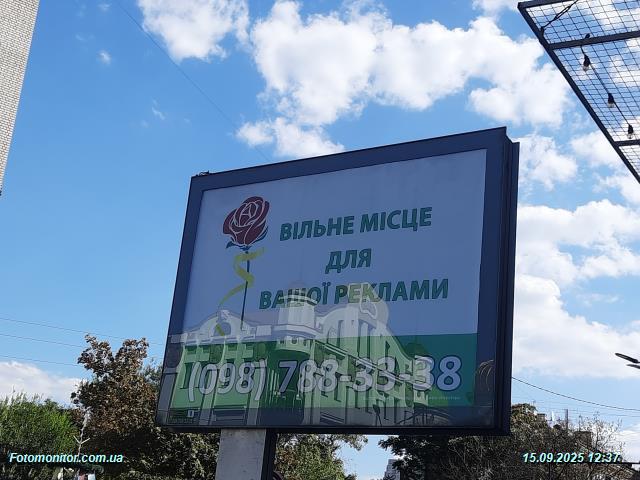 ВІЛЬНЕ МІСЦЕ
ДЛЯ
ВАШОЇ РЕКЛАМИ
(098) 788-33-38
Fotomonitor.com.ua
15.09.2025 12:37